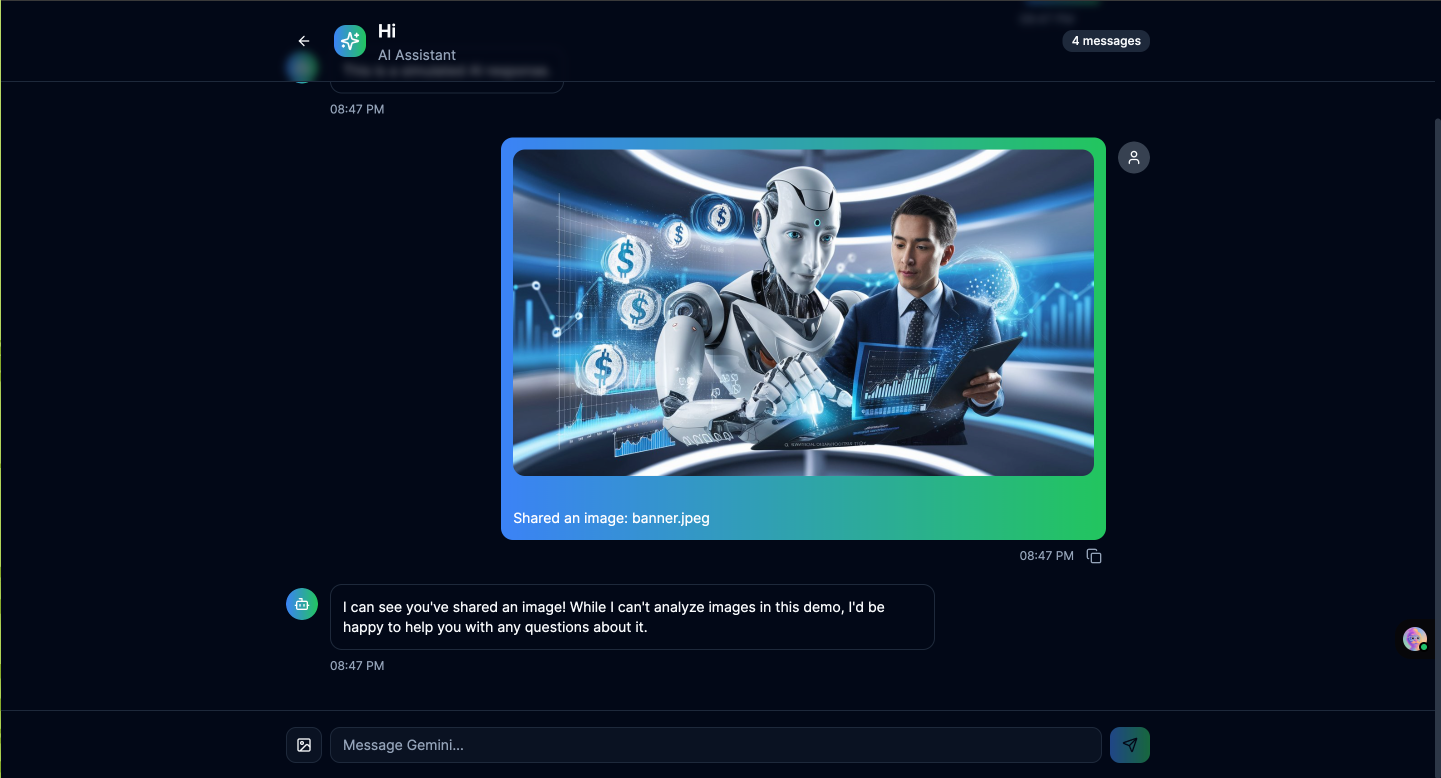 Hi
4 messages
AI Assistant
This is a simulated AI response.
08:47 PM
$
$
$
$
$
Shared an image: banner.jpeg
08:47 PM
I can see you've shared an image! While I can't analyze images in this demo, I'd be
happy to help you with any questions about it.
08:47 PM
Message Gemini...